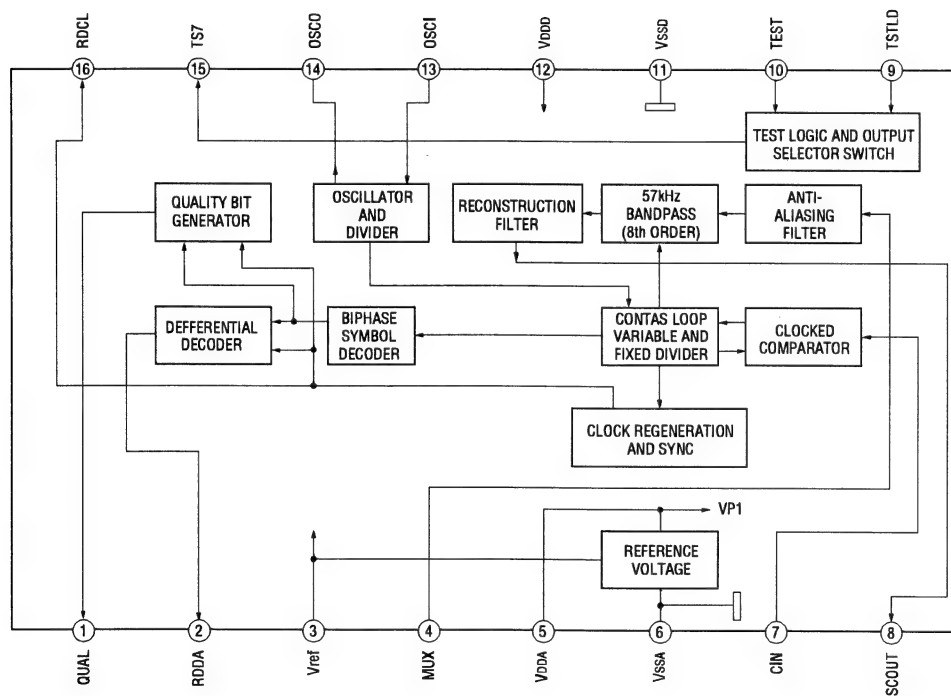 RDCL
TS7
OSCO
OSCI
VDDD
VSSD
TEST
TSTLD
16
15
14
13
12
11
10
9
TEST LOGIC AND OUTPUT
SELECTOR SWITCH
QUALITY BIT
GENERATOR
OSCILLATOR
AND
DIVIDER
RECONSTRUCTION
FILTER
57kHz
BANDPASS
(8th ORDER)
ANTI-
ALIASING
FILTER
DEFFERENTIAL
DECODER
BIPHASE
SYMBOL
DECODER
CONTAS LOOP
VARIABLE AND
FIXED DIVIDER
CLOCKED
COMPARATOR
CLOCK REGENERATION
AND SYNC
VP1
REFERENCE
VOLTAGE
1
2
3
4
5
6
7
8
QUAL
RDDA
Vref
MUX
VDDA
VSSA
CIN
SCOUT